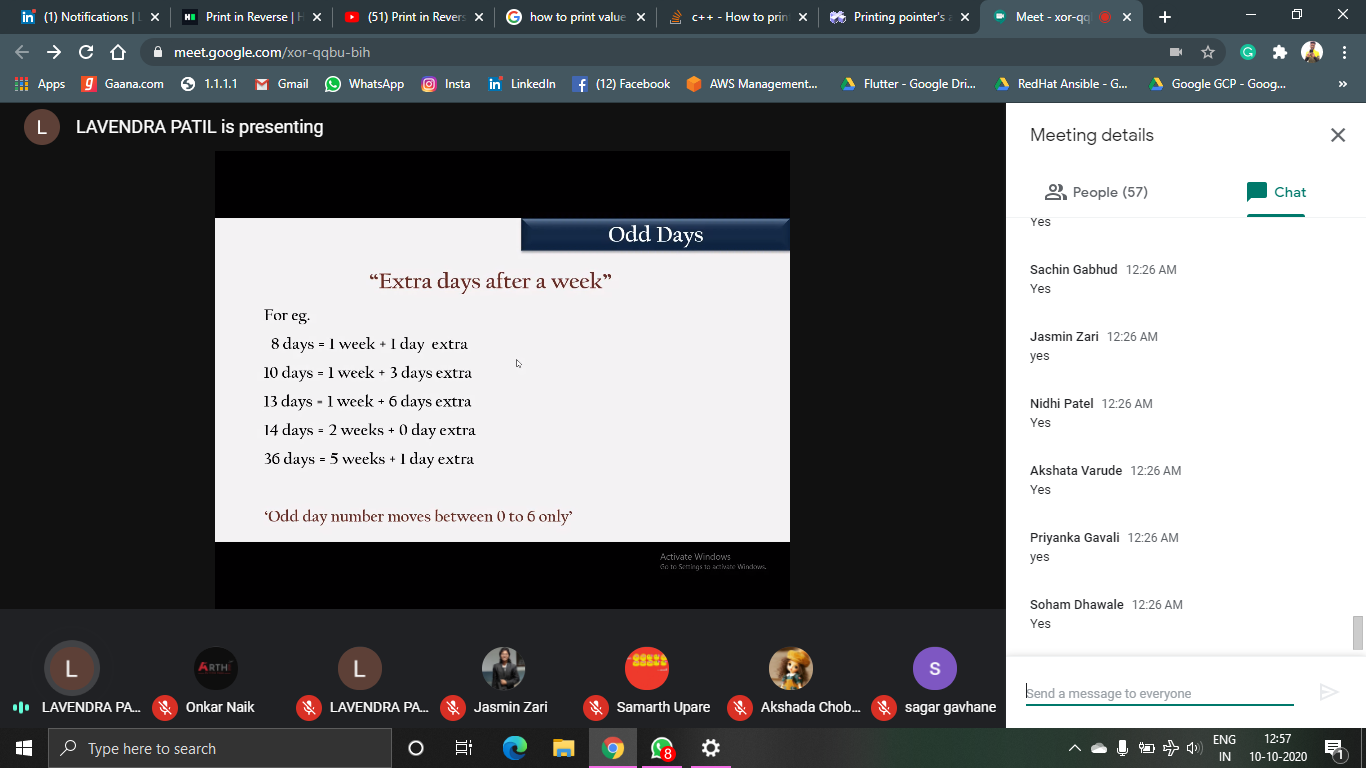 (1) Notifications | L
Print in Reverse | H
(51) Print in Revers
how to print value
c++ - How to prin
Printing pointer's a
Meet - xor-qq
meet.google.com/xor-qqbu-bih
Apps
Gaana.com
1.1.1.1
Gmail
WhatsApp
Insta
LinkedIn
(12) Facebook
AWS Management...
Flutter - Google Dri...
RedHat Ansible - G...
Google GCP - Goog...
»
L
LAVENDRA PATIL is presenting
Odd Days
“Extra days after a week”
For eg.
8 days = 1 week + 1 day extra
10 days = 1 week + 3 days extra
13 days = 1 week + 6 days extra
14 days = 2 weeks + 0 day extra
36 days = 5 weeks + 1 day extra
‘Odd day number moves between 0 to 6 only’
Activate Windows
Go to Settings to activate Windows.
Meeting details
People (57)
Chat
Yes
Sachin Gabhud 12:26 AM
Yes
Jasmin Zari 12:26 AM
yes
Nidhi Patel 12:26 AM
Yes
Akshata Varude 12:26 AM
Yes
Priyanka Gavali 12:26 AM
yes
Soham Dhawale 12:26 AM
Yes
Send a message to everyone
L
LAVENDRA PA...
ARTH
Onkar Naik
L
LAVENDRA PA...
Jasmin Zari
Samarth Upare
Akshada Chob...
S
sagar gavhane
Type here to search
8
ENG
IN
12:57
10-10-2020
1